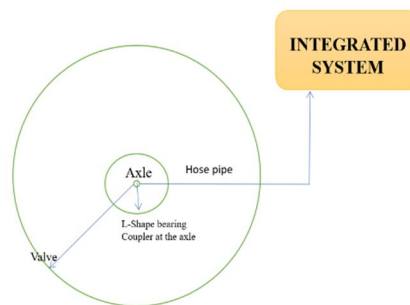 INTEGRATED
SYSTEM
Axle
Hose pipe
L-Shape bearing
Coupler at the axle
Valve